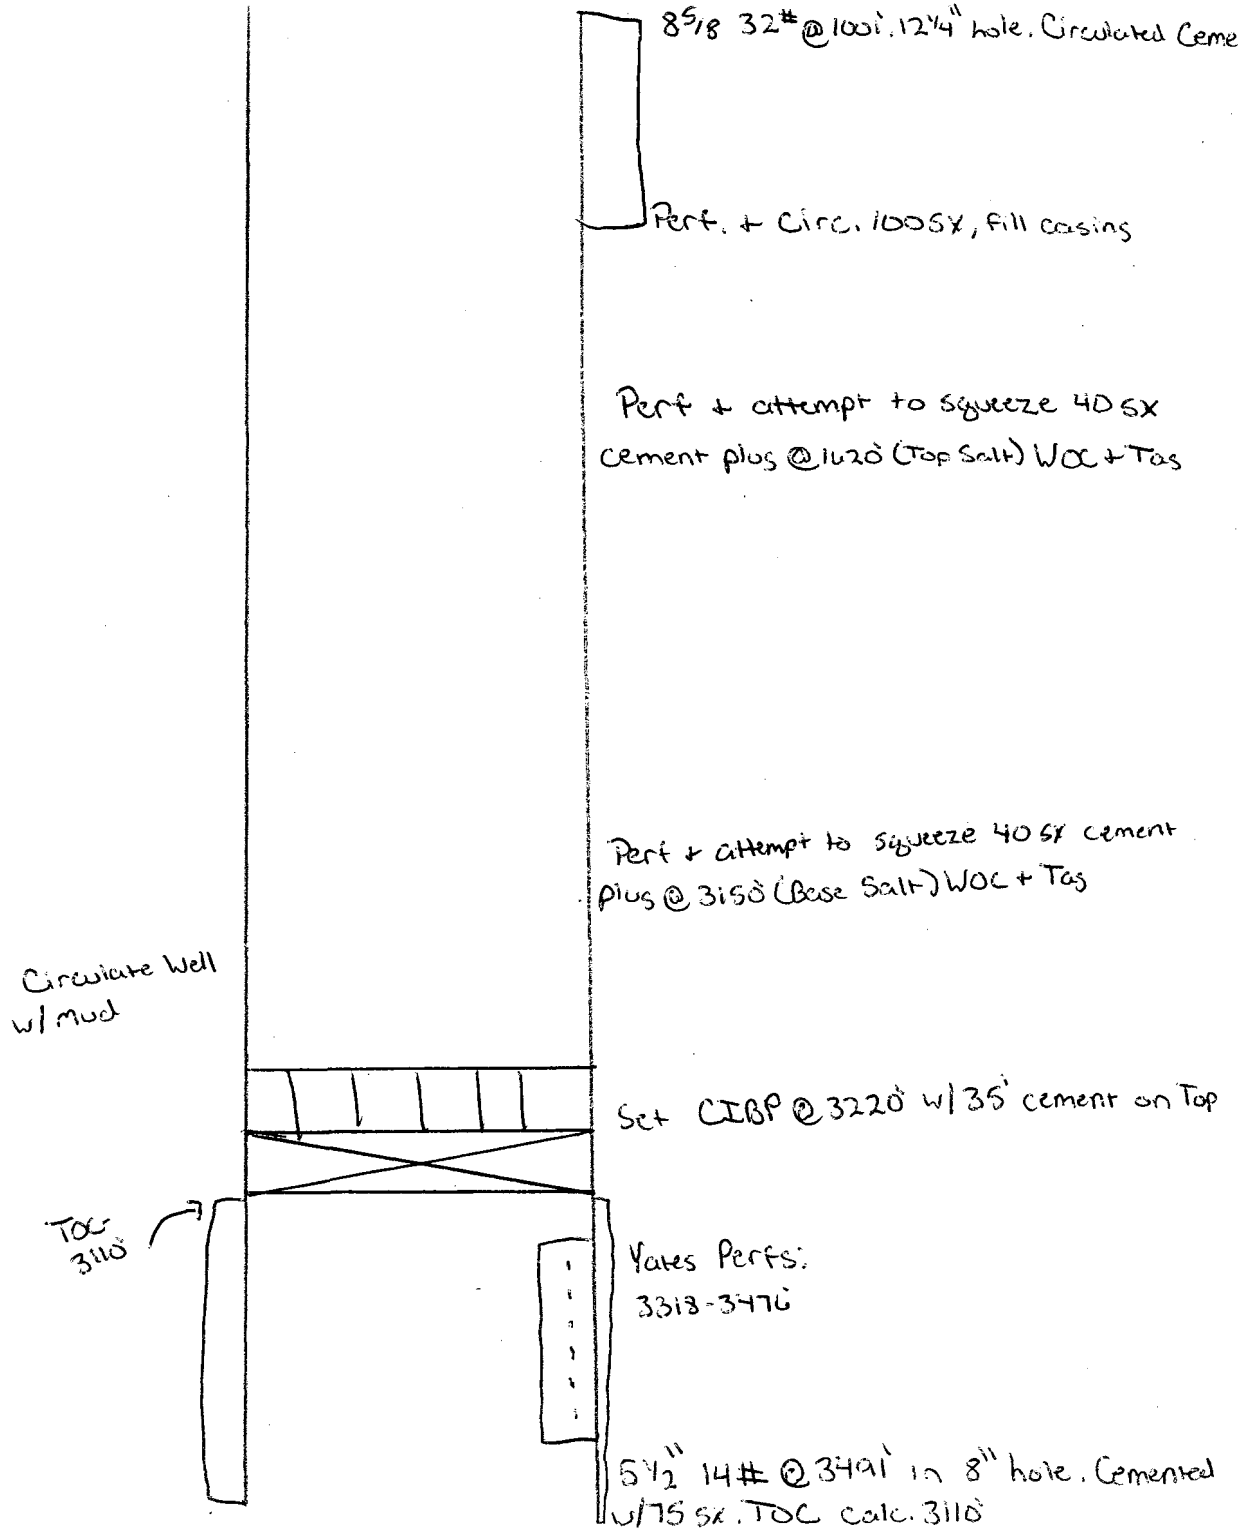 8 5/8 32# @ 100'. 12 1/4" hole. Circulated Ceme
Perf. + Circ. 100 sx, fill casing
Perf + attempt to squeeze 40 sx
cement plug @ 1620' (Top Salt) WOC + Tag
Perf + attempt to squeeze 40 sx cement
plug @ 3150' (Base Salt) WOC + Tag
Circulate Well
w/ mud
Set CIBP @ 3220' w/ 35' cement on Top
TOC
3110'
Yates Perfs:
3318-3476'
5 1/2" 14# @ 3491' in 8" hole. Cemented
w/ 75 sx. TOC calc. 3110'